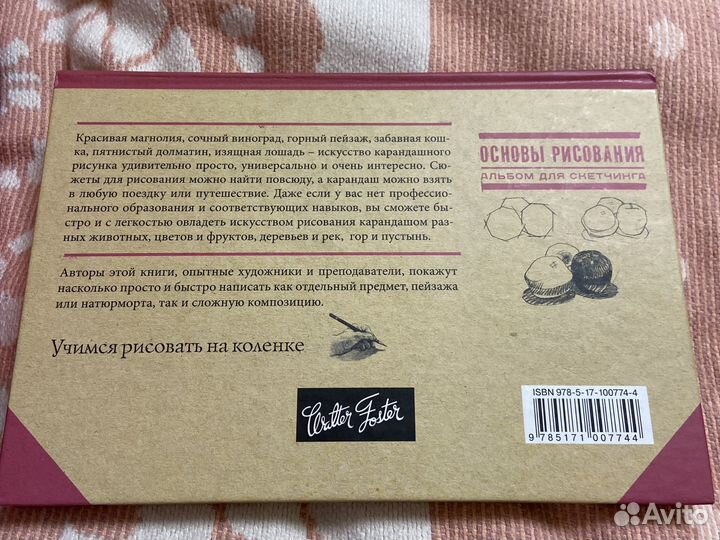 Красивая магнолия, сочный виноград, горный пейзаж, забавная кош-
ка, пятнистый долматин, изящная лошадь – искусство карандашного
рисунка удивительно просто, универсально и очень интересно. Сю-
жеты для рисования можно найти повсюду, а карандаш можно взять
в любую поездку или путешествие. Даже если у вас нет професси-
онального образования и соответствующих навыков, вы сможете бы-
стро и с легкостью овладеть искусством рисования карандашом раз-
ных животных, цветов и фруктов, деревьев и рек, гор и пустынь.
Авторы этой книги, опытные художники и преподаватели, покажут
насколько просто и быстро написать как отдельный предмет, пейзажа
или натюрморта, так и сложную композицию.
Учимся рисовать на коленке
Walter Foster
ОСНОВЫ РИСОВАНИЯ
АЛЬБОМ ДЛЯ СКЕТЧИНГА
ISBN 978-5-17-100774-4
9 785171 007744
Avito